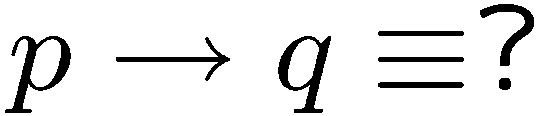 p → q ≡?